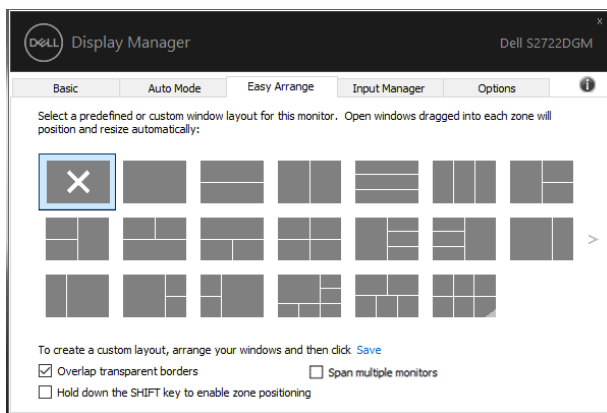 x
DELL Display Manager Dell S2722DGM
Basic Auto Mode Easy Arrange Input Manager Options i
Select a predefined or custom window layout for this monitor. Open windows dragged into each zone will
position and resize automatically:
>
To create a custom layout, arrange your windows and then click Save
Overlap transparent borders Span multiple monitors
Hold down the SHIFT key to enable zone positioning